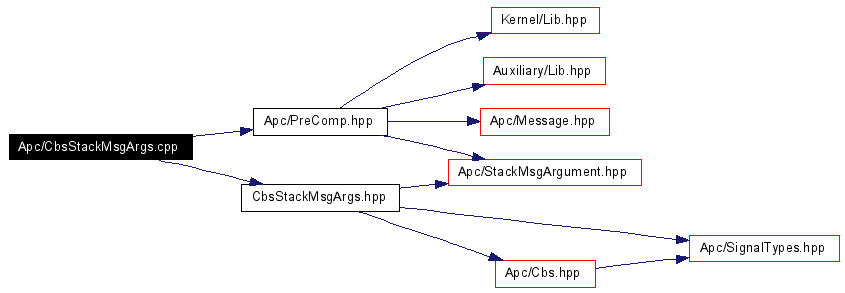 Kernel/Lib.hpp
Auxiliary/Lib.hpp
Apc/PreComp.hpp
Apc/Message.hpp
Apc/CbsStackMsgArgs.cpp
Apc/StackMsgArgument.hpp
CbsStackMsgArgs.hpp
Apc/SignalTypes.hpp
Apc/Cbs.hpp